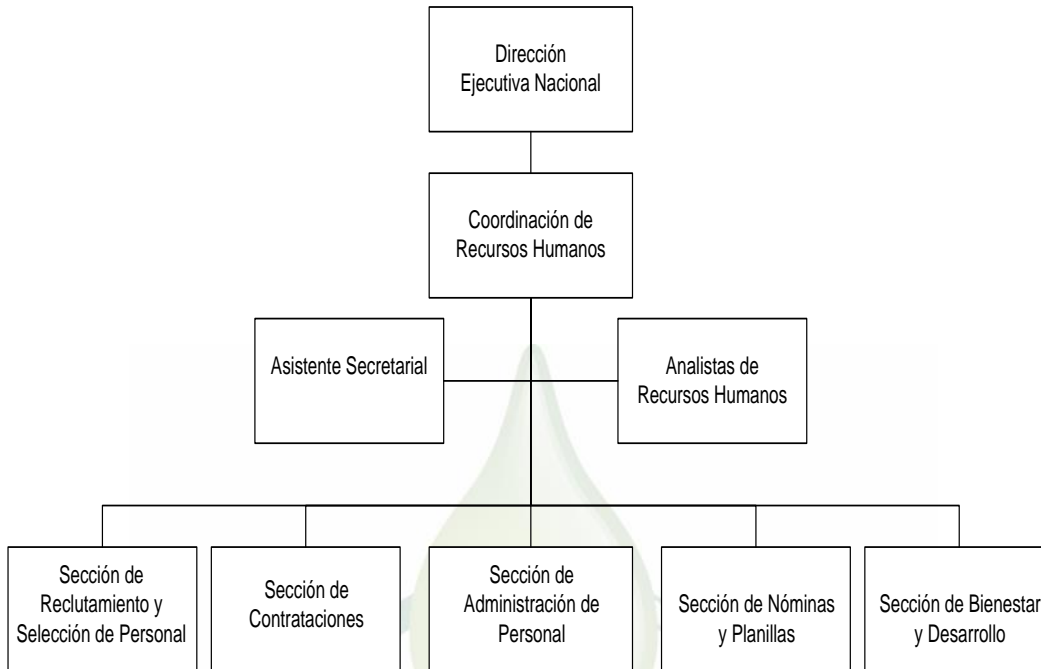 Dirección
Ejecutiva Nacional
Coordinación de
Recursos Humanos
Asistente Secretarial
Analistas de
Recursos Humanos
Sección de
Reclutamiento y
Selección de Personal
Sección de
Contrataciones
Sección de
Administración de
Personal
Sección de Nóminas
y Planillas
Sección de Bienestar
y Desarrollo